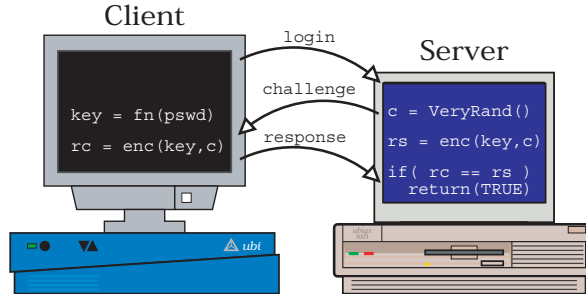 Client
Server
login
challenge
response
key = fn(pswd)
rc = enc(key,c)
c = VeryRand()
rs = enc(key,c)
if( rc == rs )
return(TRUE)
ubi
ubiqx